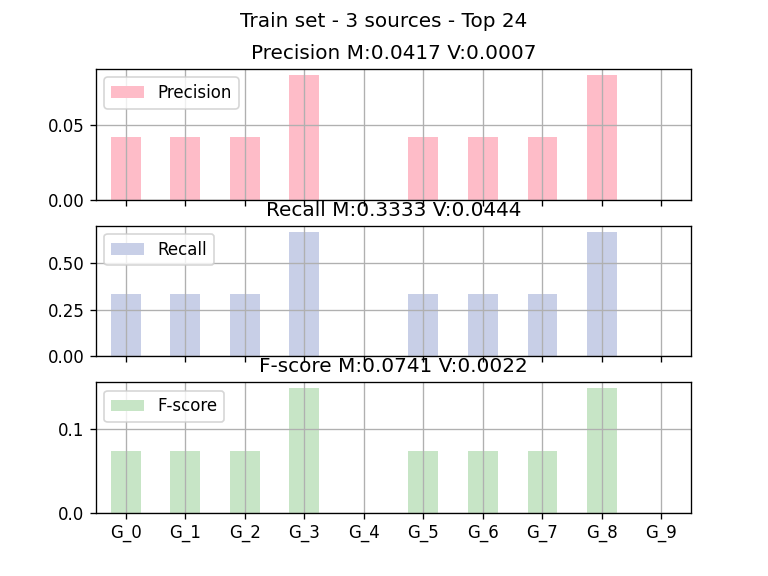 Train set - 3 sources - Top 24
Precision M:0.0417 V:0.0007
Precision
0.05
0.00
Recall M:0.3333 V:0.0444
Recall
0.50
0.25
0.00
F-score M:0.0741 V:0.0022
F-score
0.1
0.0
G_0 G_1 G_2 G_3 G_4 G_5 G_6 G_7 G_8 G_9